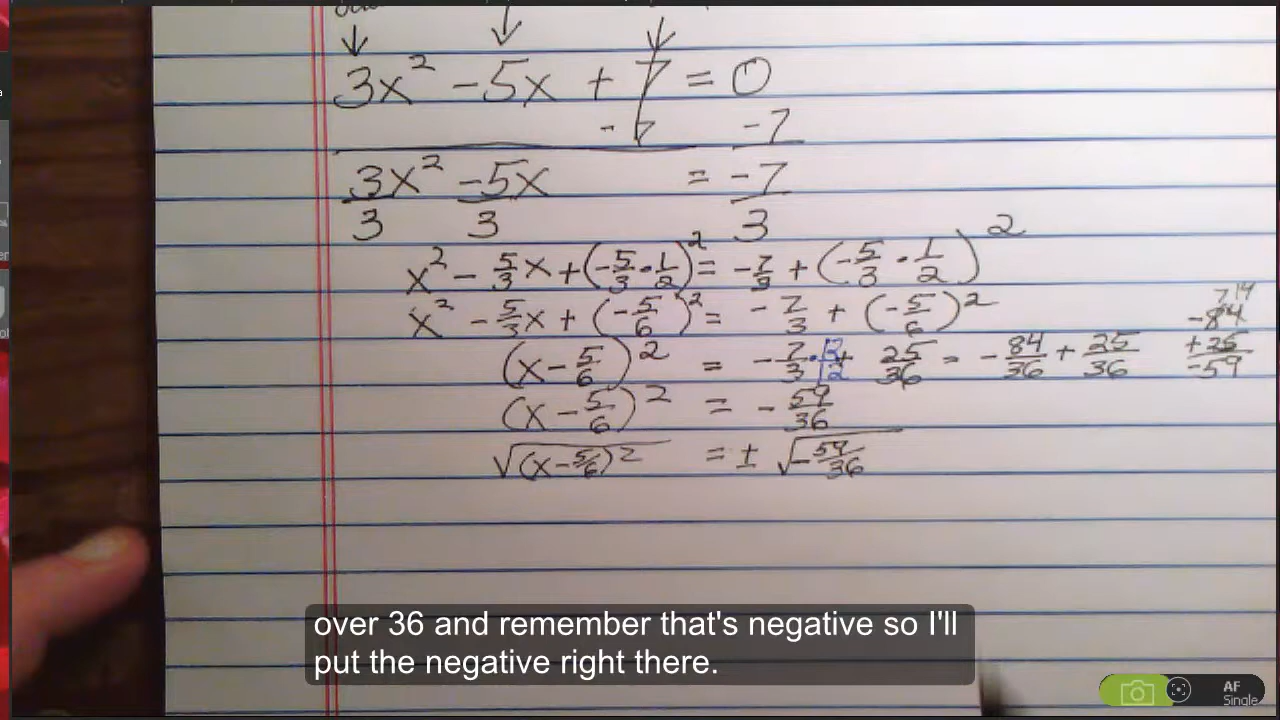 3x² - 5x + 7 = 0
- 7 -7
3x² -5x = -7
3 3 3
x² - 5/3 x + (-5/3 · 1/2)² = -7/3 + (-5/3 · 1/2)²
x² - 5/3 x + (-5/6)² = -7/3 + (-5/6)²
7 14
-84
+25
-59
(x - 5/6)² = -7/3 · 12/12 + 25/36 = -84/36 + 25/36
(x - 5/6)² = -59/36
√(x - 5/6)² = ± √-59/36
over 36 and remember that's negative so I'll
put the negative right there.
AF
Single